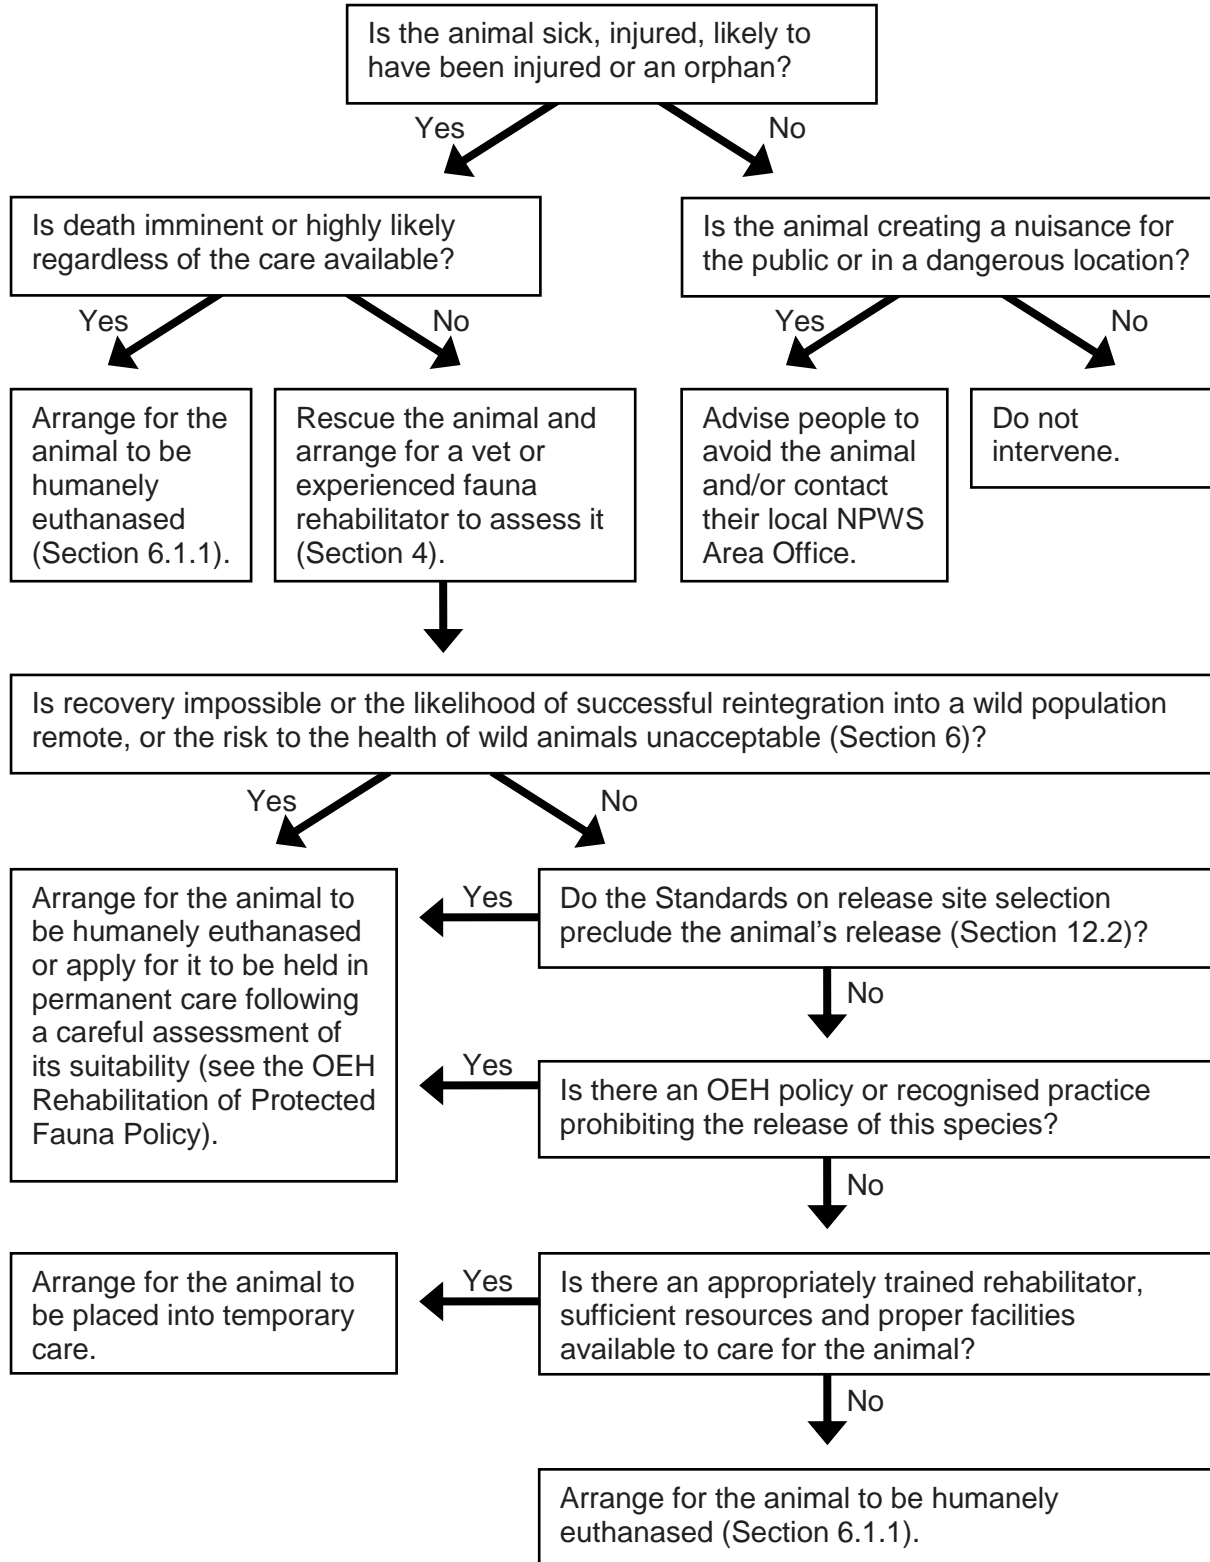 Is the animal sick, injured, likely to
have been injured or an orphan?
Yes
No
Is death imminent or highly likely
regardless of the care available?
Is the animal creating a nuisance for
the public or in a dangerous location?
Yes
No
Yes
No
Arrange for the
animal to be
humanely
euthanased
(Section 6.1.1).
Rescue the animal and
arrange for a vet or
experienced fauna
rehabilitator to assess it
(Section 4).
Advise people to
avoid the animal
and/or contact
their local NPWS
Area Office.
Do not
intervene.
Is recovery impossible or the likelihood of successful reintegration into a wild population
remote, or the risk to the health of wild animals unacceptable (Section 6)?
Yes
No
Arrange for the animal to
be humanely euthanased
or apply for it to be held in
permanent care following
a careful assessment of
its suitability (see the OEH
Rehabilitation of Protected
Fauna Policy).
Yes
Do the Standards on release site selection
preclude the animal’s release (Section 12.2)?
No
Yes
Is there an OEH policy or recognised practice
prohibiting the release of this species?
No
Arrange for the animal to
be placed into temporary
care.
Yes
Is there an appropriately trained rehabilitator,
sufficient resources and proper facilities
available to care for the animal?
No
Arrange for the animal to be humanely
euthanased (Section 6.1.1).